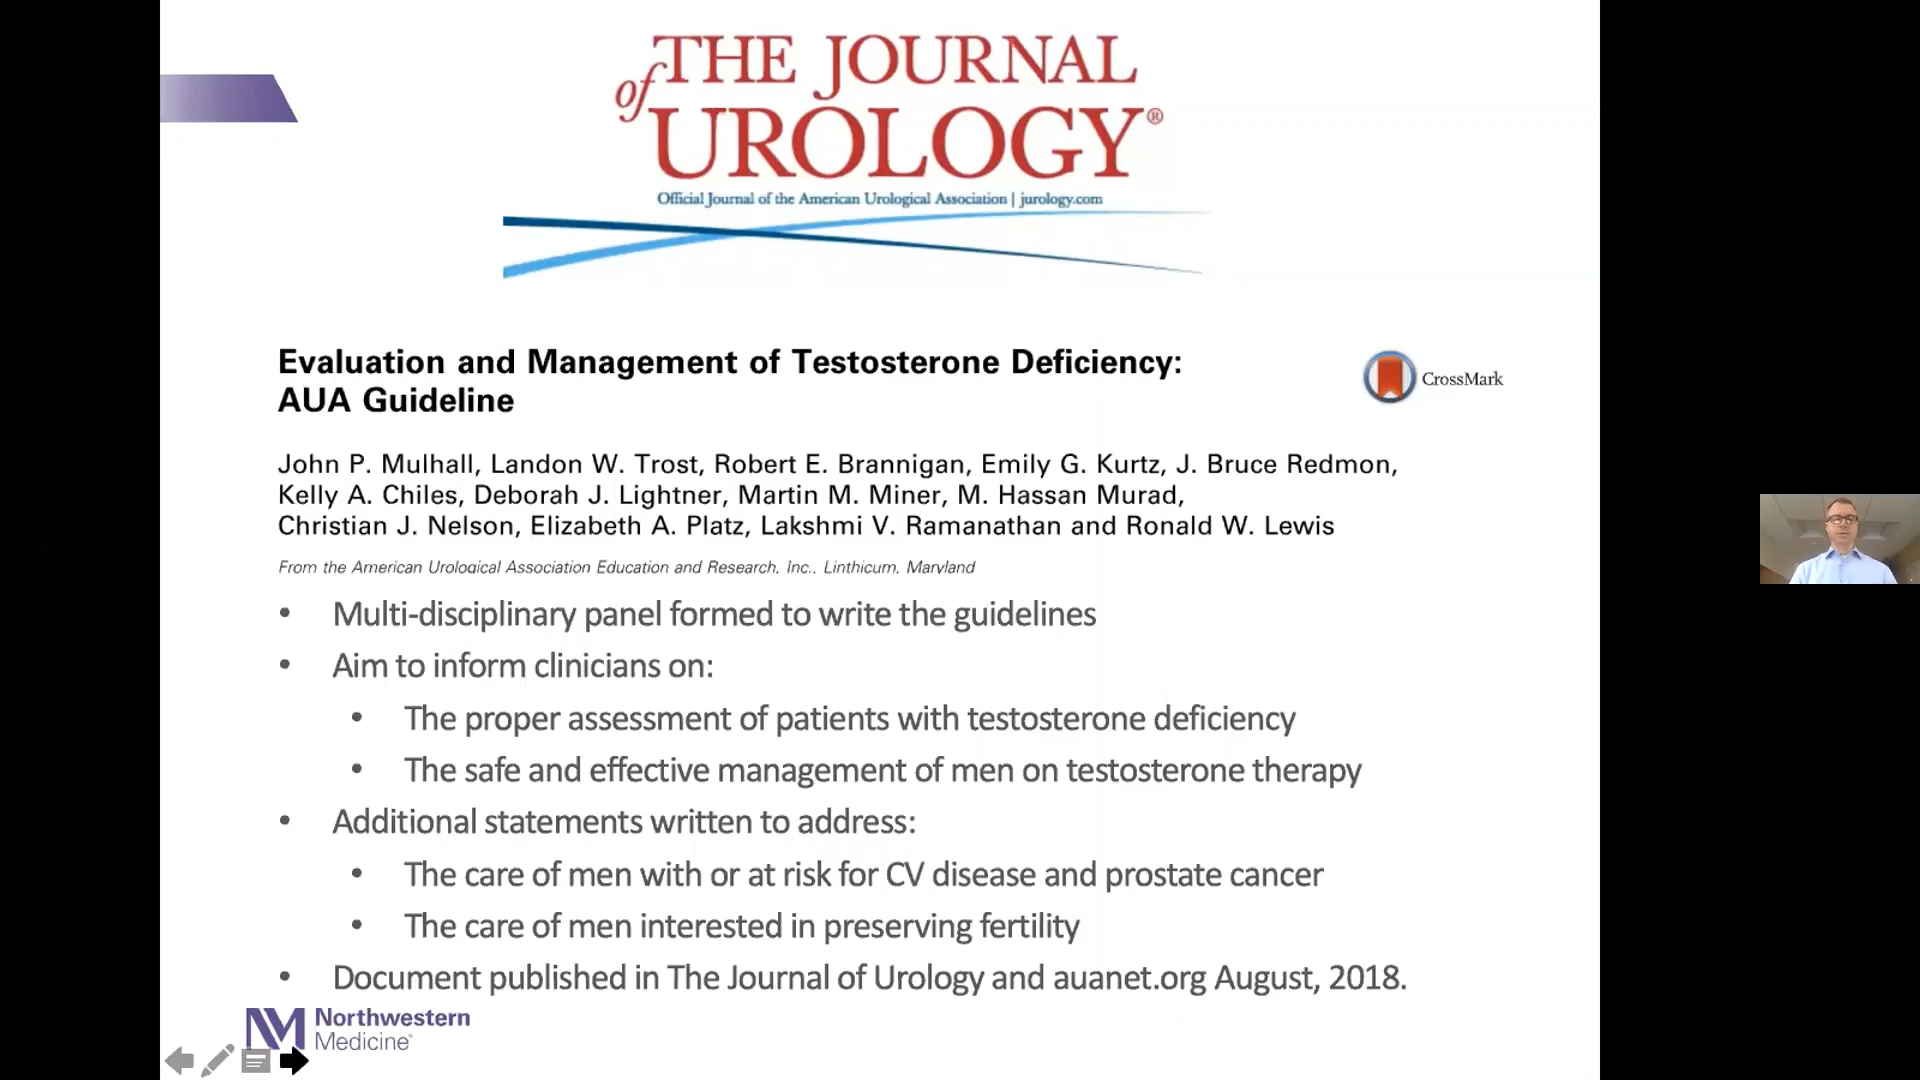 THE JOURNAL
of UROLOGY®
Official Journal of the American Urological Association | jurology.com
Evaluation and Management of Testosterone Deficiency:
AUA Guideline
CrossMark
John P. Mulhall, Landon W. Trost, Robert E. Brannigan, Emily G. Kurtz, J. Bruce Redmon,
Kelly A. Chiles, Deborah J. Lightner, Martin M. Miner, M. Hassan Murad,
Christian J. Nelson, Elizabeth A. Platz, Lakshmi V. Ramanathan and Ronald W. Lewis
From the American Urological Association Education and Research, Inc., Linthicum, Maryland
• Multi-disciplinary panel formed to write the guidelines
• Aim to inform clinicians on:
• The proper assessment of patients with testosterone deficiency
• The safe and effective management of men on testosterone therapy
• Additional statements written to address:
• The care of men with or at risk for CV disease and prostate cancer
• The care of men interested in preserving fertility
• Document published in The Journal of Urology and auanet.org August, 2018.
NM Northwestern
Medicine®